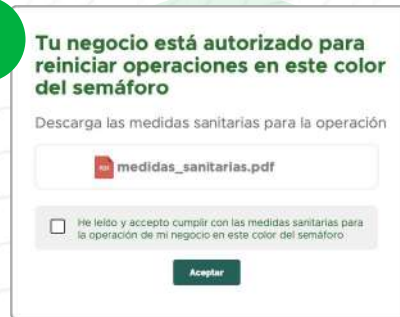 Tu negocio está autorizado para
reiniciar operaciones en este color
del semáforo
Descarga las medidas sanitarias para la operación
PDF medidas_sanitarias.pdf
He leído y accepto cumplir con las medidas sanitarias para
la operación de mi negocio en este color del semáforo
Aceptar